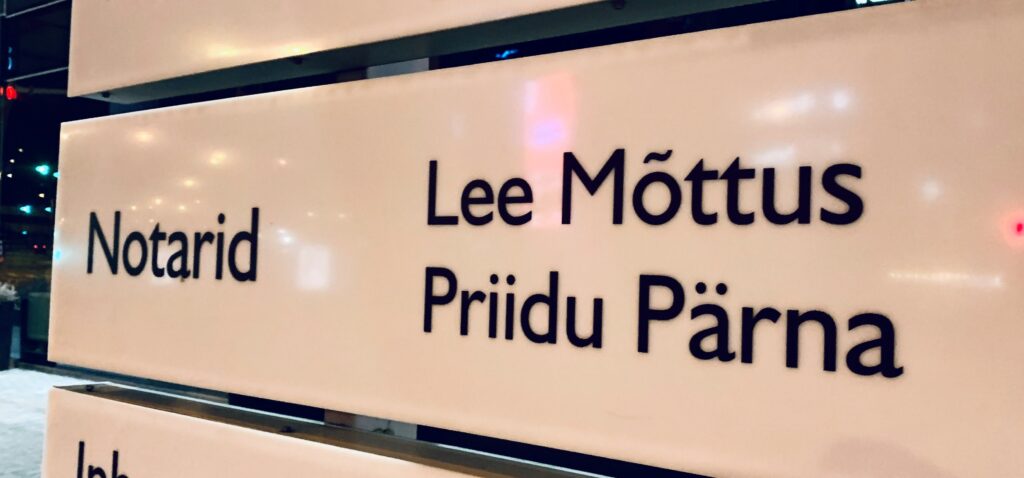 Notarid
Lee Mõttus
Priidu Pärna